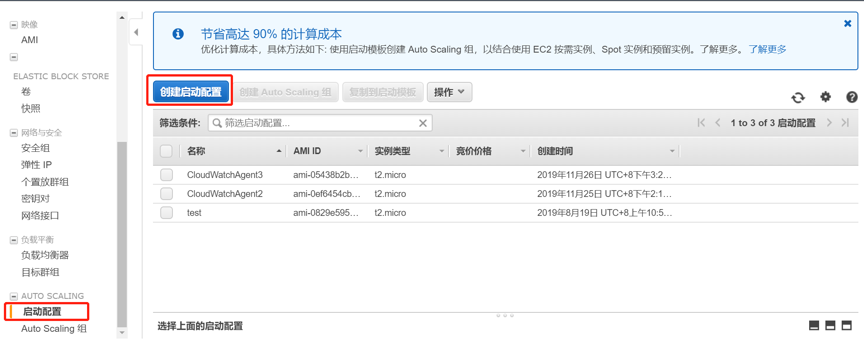 映像
AMI
ELASTIC BLOCK STORE
卷
快照
网络与安全
安全组
弹性 IP
个置放群组
密钥对
网络接口
负载平衡
负载均衡器
目标群组
AUTO SCALING
启动配置
Auto Scaling 组
节省高达 90% 的计算成本
优化计算成本，具体方法如下: 使用启动模板创建 Auto Scaling 组，以结合使用 EC2 按需实例、Spot 实例和预留实例。了解更多。 了解更多
创建启动配置 创建 Auto Scaling 组 复制到启动模板 操作
筛选条件: 筛选启动配置... 1 to 3 of 3 启动配置
名称 AMI ID 实例类型 竞价价格 创建时间
CloudWatchAgent3 ami-05438b2b... t2.micro 2019年11月26日 UTC+8下午3:2...
CloudWatchAgent2 ami-0ef6454cb... t2.micro 2019年11月25日 UTC+8下午2:1...
test ami-0829e595... t2.micro 2019年8月19日 UTC+8上午10:5...
选择上面的启动配置